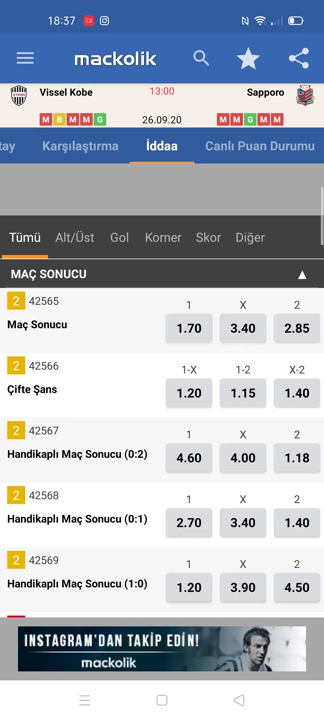 18:37
mackolik
Vissel Kobe 13:00 Sapporo
M B M M G 26.09.20 M M G M M
tay Karşılaştırma İddaa Canlı Puan Durumu
Tümü Alt/Üst Gol Korner Skor Diğer
MAÇ SONUCU
2 42565 1 X 2
Maç Sonucu 1.70 3.40 2.85
2 42566 1-X 1-2 X-2
Çifte Şans 1.20 1.15 1.40
2 42567 1 X 2
Handikaplı Maç Sonucu (0:2) 4.60 4.00 1.18
2 42568 1 X 2
Handikaplı Maç Sonucu (0:1) 2.70 3.40 1.40
2 42569 1 X 2
Handikaplı Maç Sonucu (1:0) 1.20 3.90 4.50
INSTAGRAM'DAN TAKİP EDİN!
mackolik